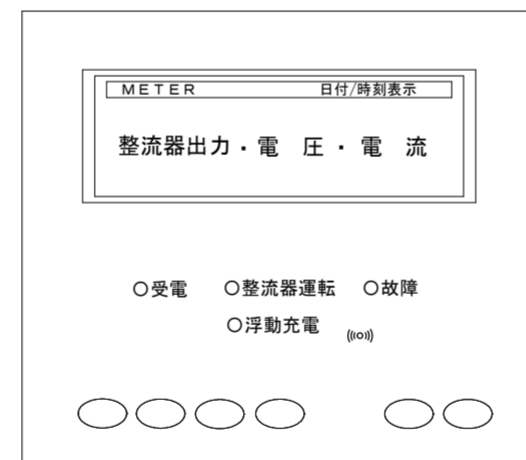 METER 日付/時刻表示
整流器出力・電 圧・電 流
○受電 ○整流器運転 ○故障
○浮動充電 ((o))